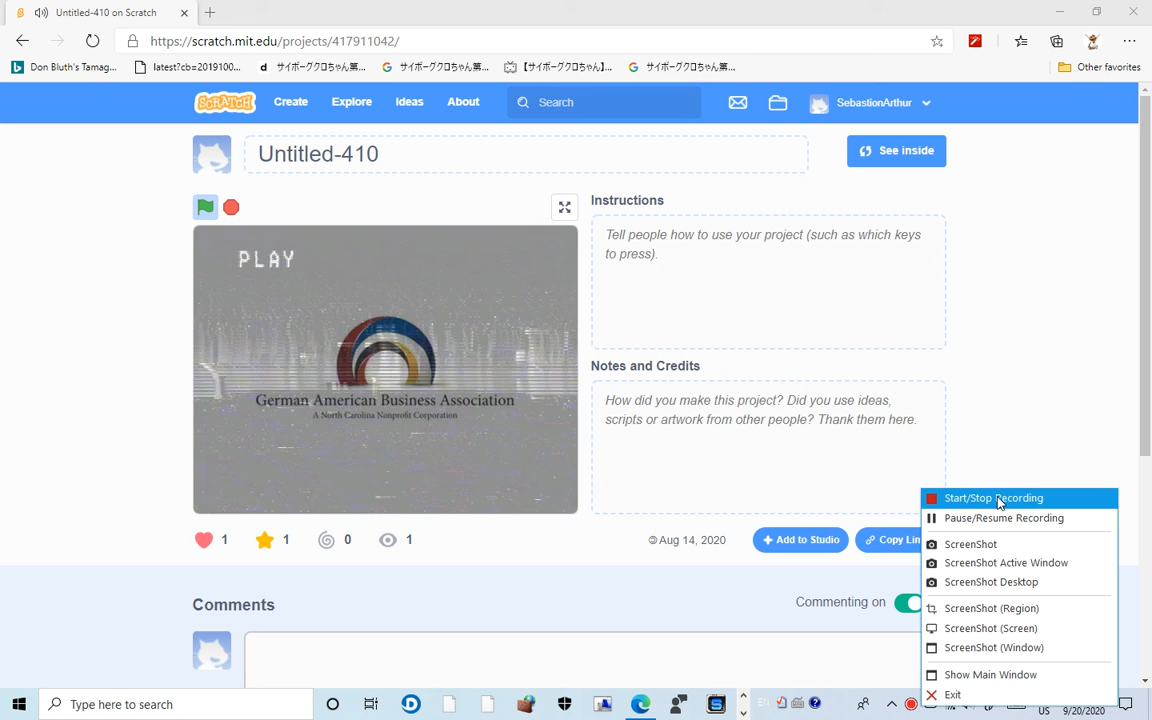 Untitled-410 on Scratch
https://scratch.mit.edu/projects/417911042/
Don Bluth's Tamag...
latest?cb=2019100...
d サイボーグクロちゃん第...
G サイボーグクロちゃん第...
【サイボーグクロちゃん】...
G サイボーグクロちゃん第...
Other favorites
SCRATCH
Create
Explore
Ideas
About
Search
SebastionArthur
Untitled-410
See inside
Instructions
Tell people how to use your project (such as which keys
to press).
PLAY
German American Business Association
A North Carolina Nonprofit Corporation
Notes and Credits
How did you make this project? Did you use ideas,
scripts or artwork from other people? Thank them here.
1
1
0
1
© Aug 14, 2020
Add to Studio
Copy Lin
Comments
Commenting on
Start/Stop Recording
Pause/Resume Recording
ScreenShot
ScreenShot Active Window
ScreenShot Desktop
ScreenShot (Region)
ScreenShot (Screen)
ScreenShot (Window)
Show Main Window
Exit
Type here to search
EN
US
9/20/2020